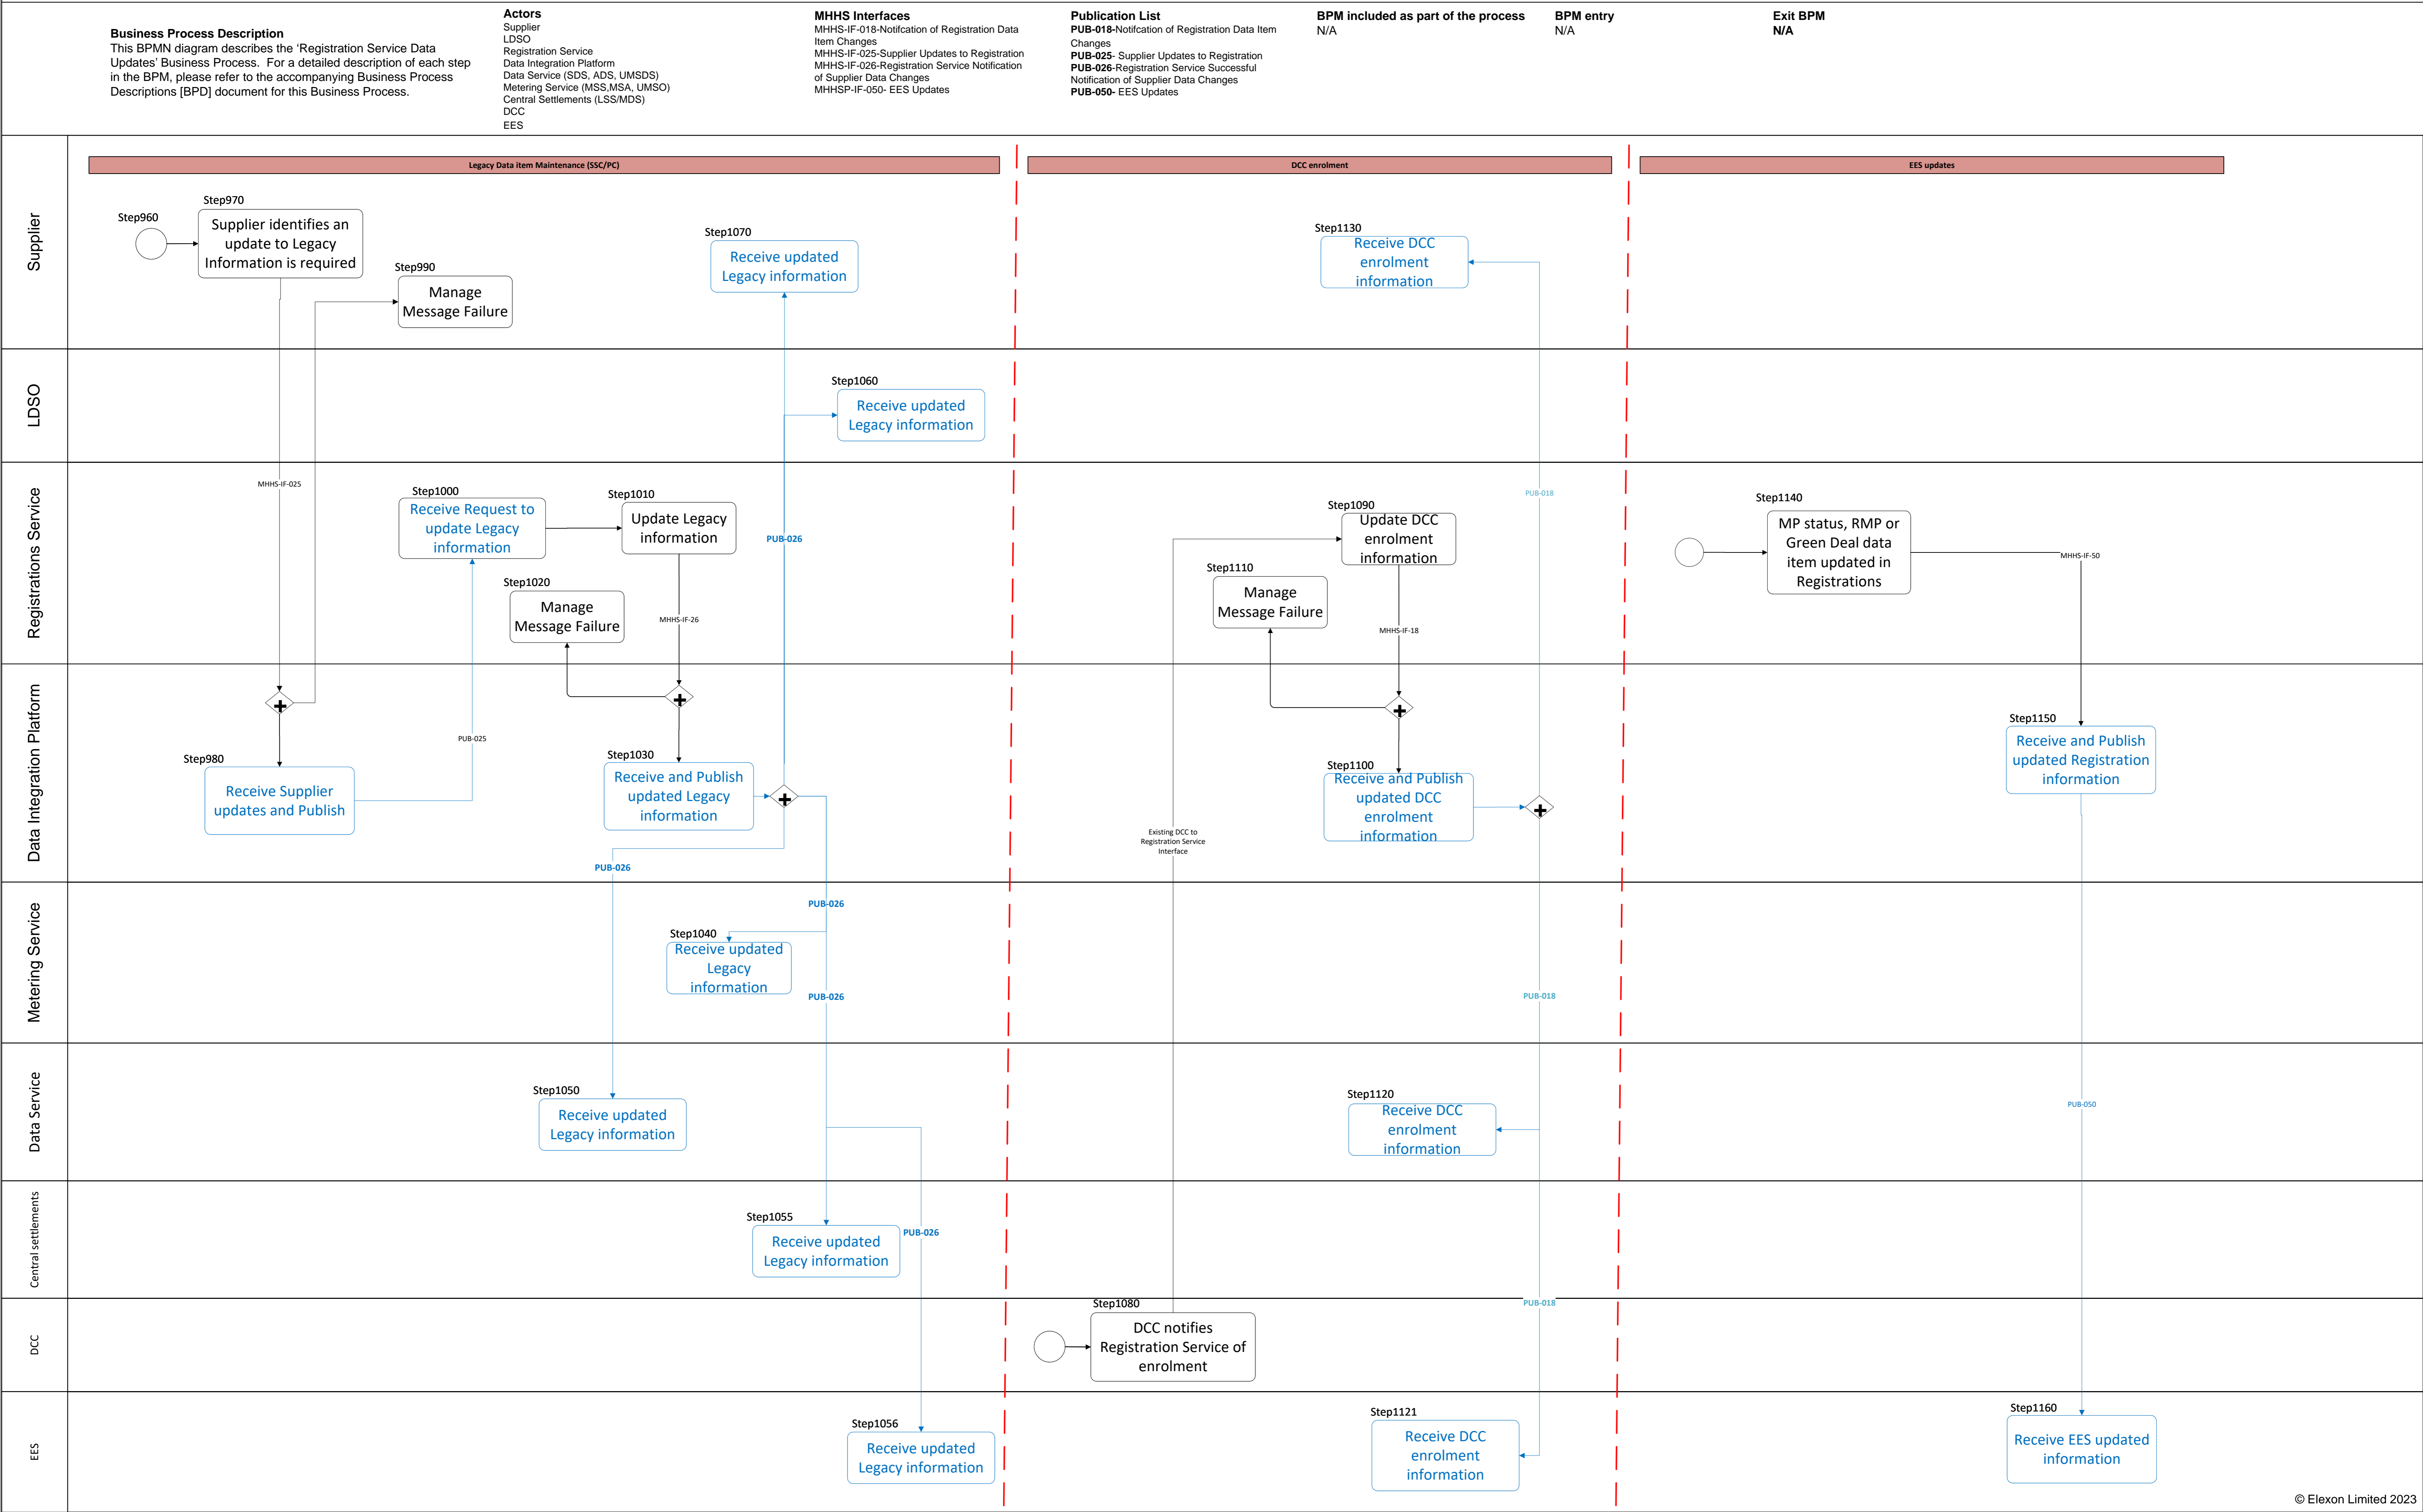 Business Process Description
This BPMN diagram describes the ‘Registration Service Data
Updates’ Business Process.  For a detailed description of each step
in the BPM, please refer to the accompanying Business Process
Descriptions [BPD] document for this Business Process.
Actors
Supplier
LDSO
Registration Service
Data Integration Platform
Data Service (SDS, ADS, UMSDS)
Metering Service (MSS,MSA, UMSO)
Central Settlements (LSS/MDS)
DCC
EES
MHHS Interfaces
MHHS-IF-018-Notifcation of Registration Data
Item Changes
MHHS-IF-025-Supplier Updates to Registration
MHHS-IF-026-Registration Service Notification
of Supplier Data Changes
MHHSP-IF-050- EES Updates
Publication List
PUB-018-Notifcation of Registration Data Item
Changes
PUB-025- Supplier Updates to Registration
PUB-026-Registration Service Successful
Notification of Supplier Data Changes
PUB-050- EES Updates
BPM included as part of the process
N/A
BPM entry
N/A
Exit BPM
N/A
Legacy Data item Maintenance (SSC/PC)
DCC enrolment
EES updates
Supplier
Step960
Step970
Supplier identifies an
update to Legacy
Information is required
Step990
Manage
Message Failure
Step1070
Receive updated
Legacy information
Step1130
Receive DCC
enrolment
information
LDSO
Step1060
Receive updated
Legacy information
Registrations Service
MHHS-IF-025
Step1000
Receive Request to
update Legacy
information
Step1010
Update Legacy
information
PUB-026
Step1020
Manage
Message Failure
MHHS-IF-26
Step1090
Update DCC
enrolment
information
PUB-018
Step1110
Manage
Message Failure
MHHS-IF-18
Step1140
MP status, RMP or
Green Deal data
item updated in
Registrations
MHHS-IF-50
Data Integration Platform
Step980
Receive Supplier
updates and Publish
PUB-025
Step1030
Receive and Publish
updated Legacy
information
PUB-026
Existing DCC to
Registration Service
Interface
Step1100
Receive and Publish
updated DCC
enrolment
information
Step1150
Receive and Publish
updated Registration
information
Metering Service
PUB-026
Step1040
Receive updated
Legacy
information
PUB-026
PUB-018
Data Service
Step1050
Receive updated
Legacy information
Step1120
Receive DCC
enrolment
information
PUB-050
Central settlements
Step1055
Receive updated
Legacy information
PUB-026
DCC
Step1080
DCC notifies
Registration Service of
enrolment
PUB-018
EES
Step1056
Receive updated
Legacy information
Step1121
Receive DCC
enrolment
information
Step1160
Receive EES updated
information
© Elexon Limited 2023